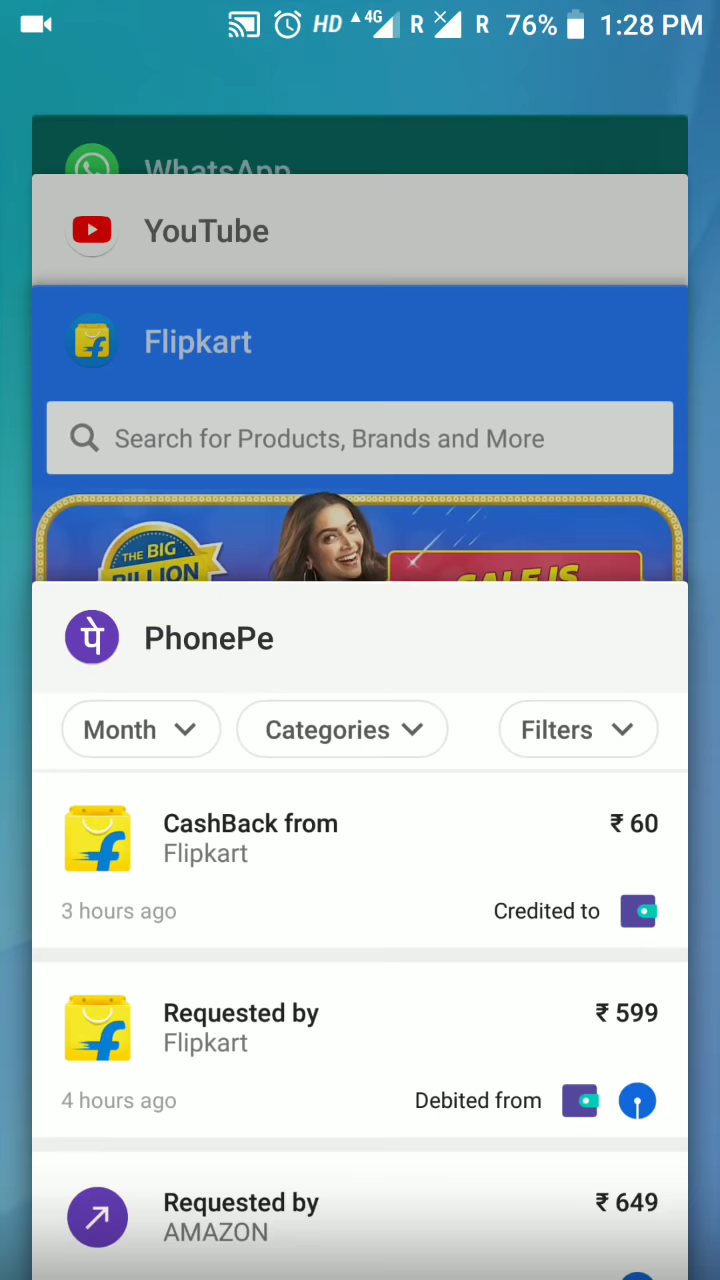 HD 4G R R 76% 1:28 PM
WhatsApp
YouTube
Flipkart
Search for Products, Brands and More
THE BIG
BILLION
SALE IS
पे PhonePe
Month Categories Filters
CashBack from ₹ 60
Flipkart
3 hours ago Credited to
Requested by ₹ 599
Flipkart
4 hours ago Debited from
Requested by ₹ 649
AMAZON